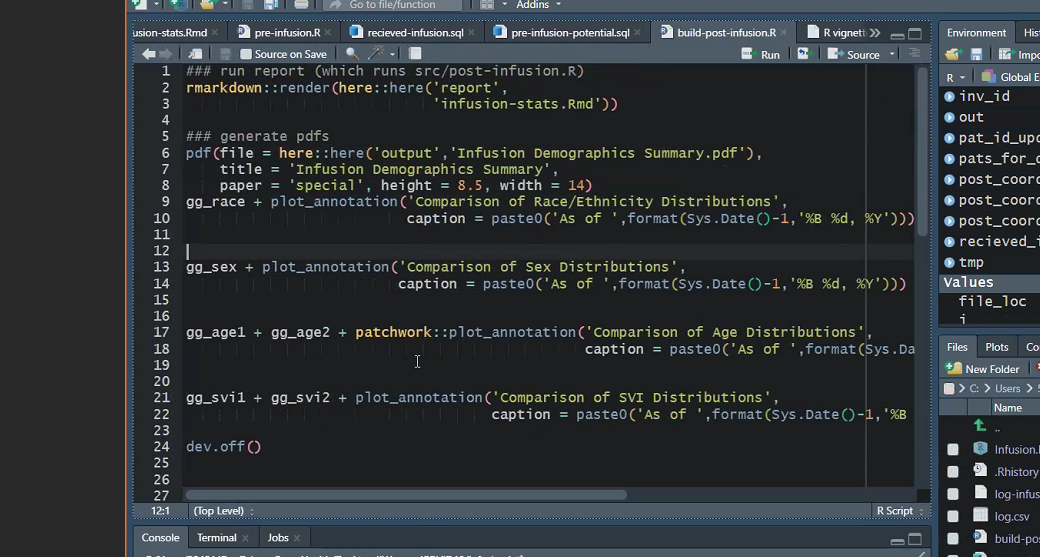 Go to file/function
Addins
usion-stats.Rmd
pre-infusion.R
recieved-infusion.sql
pre-infusion-potential.sql
build-post-infusion.R
R vignett
Source on Save
Run
Source
1 ### run report (which runs src/post-infusion.R)
2 rmarkdown::render(here::here('report',
3 'infusion-stats.Rmd'))
4
5 ### generate pdfs
6 pdf(file = here::here('output','Infusion Demographics Summary.pdf'),
7 title = 'Infusion Demographics Summary',
8 paper = 'special', height = 8.5, width = 14)
9 gg_race + plot_annotation('Comparison of Race/Ethnicity Distributions',
10 caption = paste0('As of ',format(Sys.Date()-1,'%B %d, %Y')))
11
12
13 gg_sex + plot_annotation('Comparison of Sex Distributions',
14 caption = paste0('As of ',format(Sys.Date()-1,'%B %d, %Y')))
15
16
17 gg_age1 + gg_age2 + patchwork::plot_annotation('Comparison of Age Distributions',
18 caption = paste0('As of ',format(Sys.Da
19
20
21 gg_svi1 + gg_svi2 + plot_annotation('Comparison of SVI Distributions',
22 caption = paste0('As of ',format(Sys.Date()-1,'%B
23
24 dev.off()
25
26
27
12:1
(Top Level)
R Script
Console
Terminal
Jobs
Environment
Hist
Impo
R
Global E
inv_id
out
pat_id_up
pats_for_
post_coor
post_coor
post_coor
recieved_i
tmp
Values
file_loc
i
Files
Plots
New Folder
C:
Users
Name
..
Infusion.
.Rhistory
log-infus
log.csv
build-po